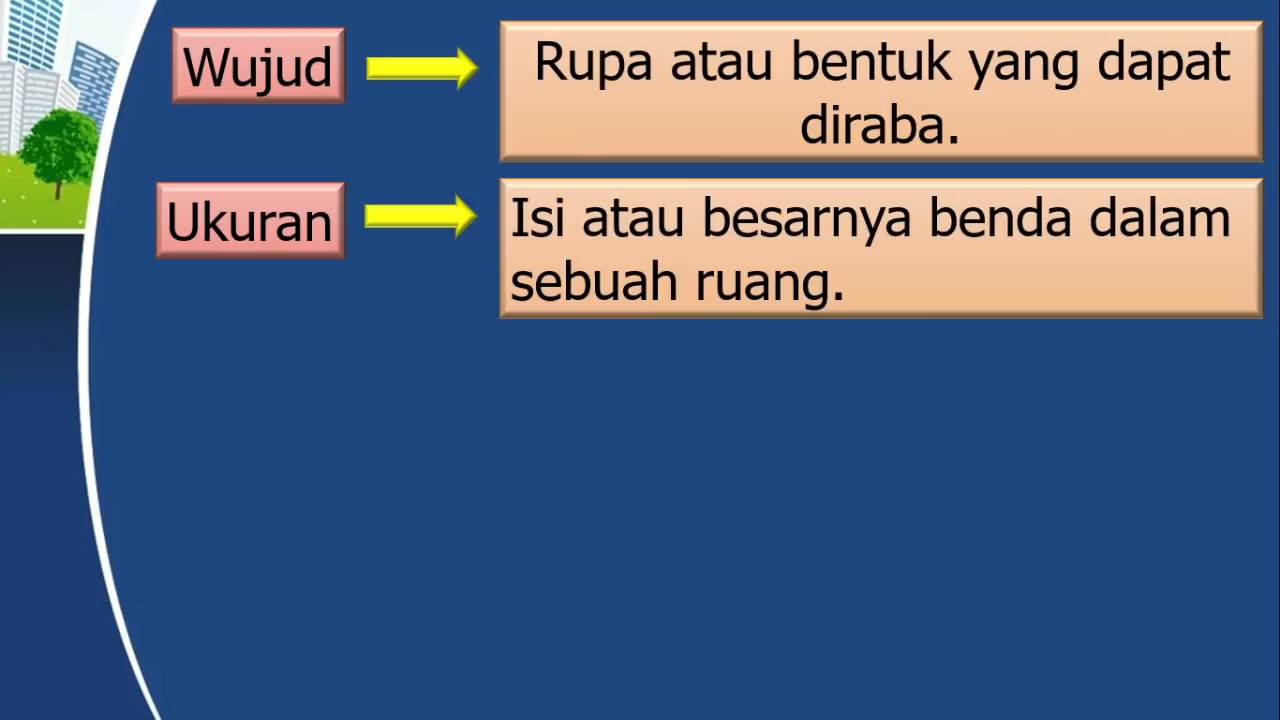 Wujud
Rupa atau bentuk yang dapat
diraba.
Ukuran
Isi atau besarnya benda dalam
sebuah ruang.